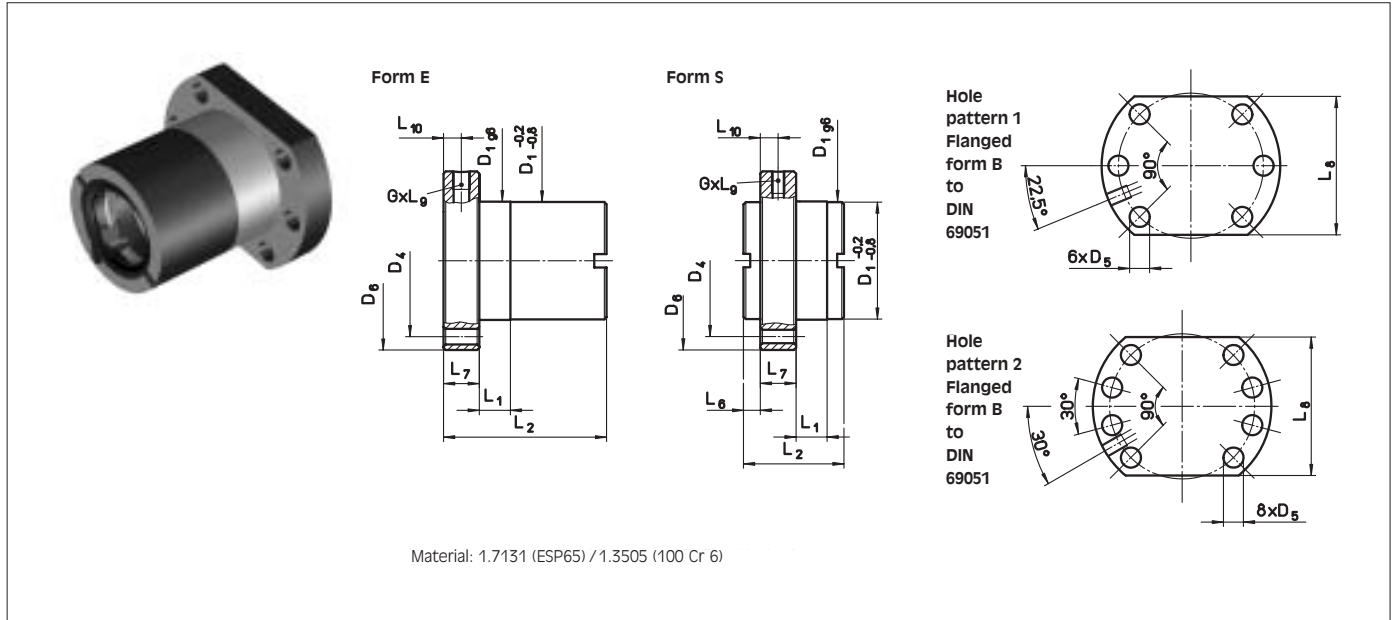 Form E
L10
D1 g6
D1 -0.2 -0.8
GxL9
D4
D6
L7
L1
L2
Form S
L10
D1 g6
GxL9
D1 -0.2 -0.8
D4
D6
L7
L6
L1
L2
Hole
pattern 1
Flanged
form B
to
DIN
69051
90°
22,5°
L8
6xD5
Hole
pattern 2
Flanged
form B
to
DIN
69051
30°
90°
30°
L8
8xD5
Material: 1.7131 (ESP65) / 1.3505 (100 Cr 6)